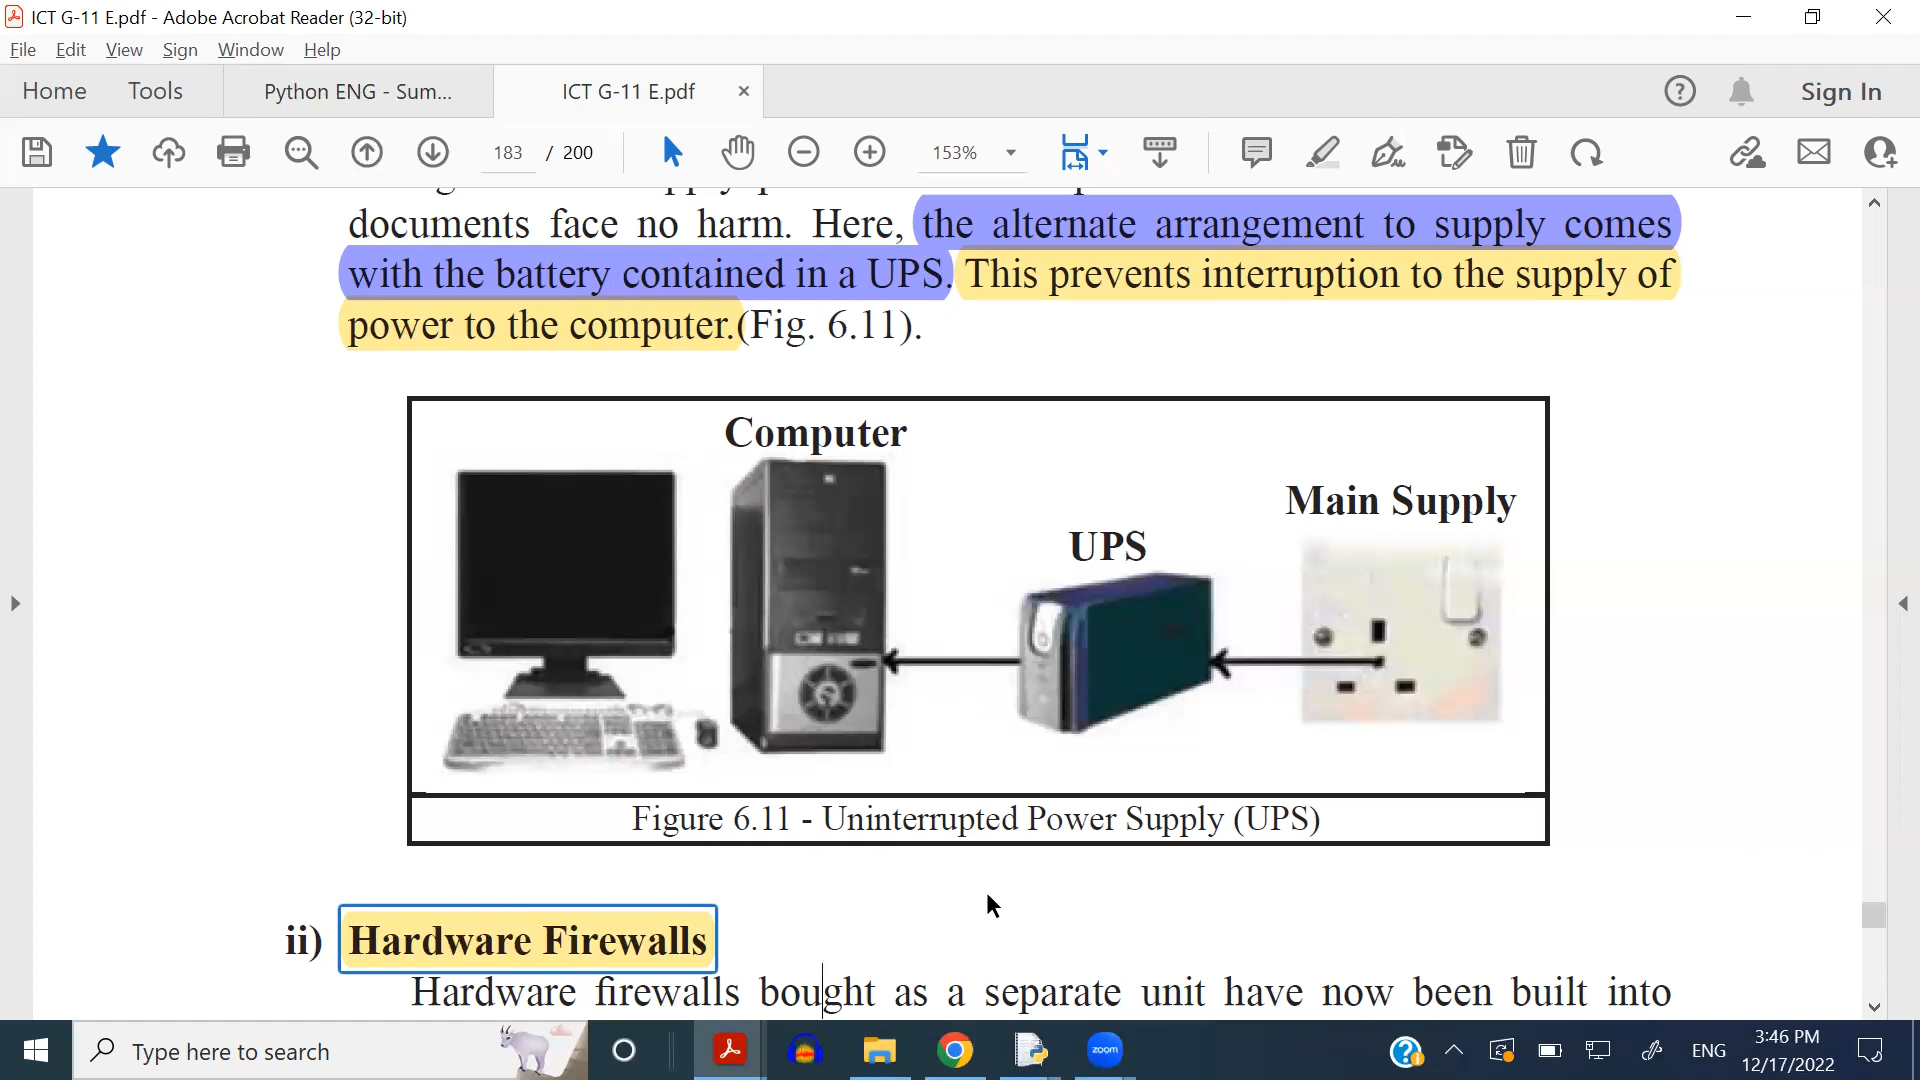 ICT G-11 E.pdf - Adobe Acrobat Reader (32-bit)
File Edit View Sign Window Help
Home Tools Python ENG - Sum... ICT G-11 E.pdf × Sign In
183 / 200 153%
documents face no harm. Here, the alternate arrangement to supply comes
with the battery contained in a UPS. This prevents interruption to the supply of
power to the computer.(Fig. 6.11).
Computer
Main Supply
UPS
Figure 6.11 - Uninterrupted Power Supply (UPS)
ii) Hardware Firewalls
Hardware firewalls bought as a separate unit have now been built into
Type here to search
zoom
ENG
3:46 PM
12/17/2022